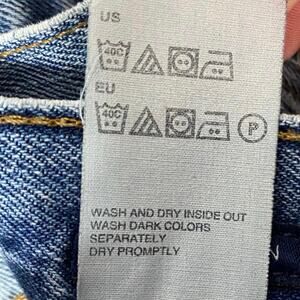 US
40C
EU
40C P
WASH AND DRY INSIDE OUT
WASH DARK COLORS
SEPARATELY
DRY PROMPTLY
N